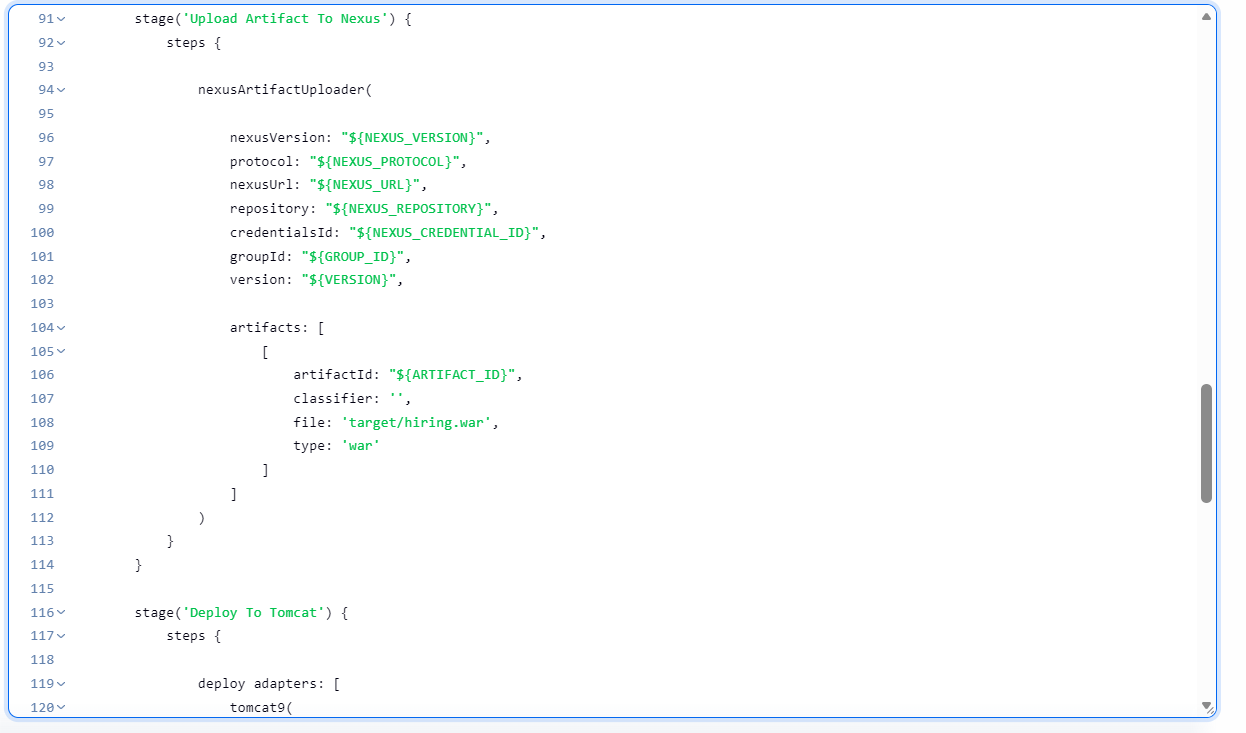 91 stage('Upload Artifact To Nexus') {
92 steps {
93
94 nexusArtifactUploader(
95
96 nexusVersion: "${NEXUS_VERSION}",
97 protocol: "${NEXUS_PROTOCOL}",
98 nexusUrl: "${NEXUS_URL}",
99 repository: "${NEXUS_REPOSITORY}",
100 credentialsId: "${NEXUS_CREDENTIAL_ID}",
101 groupId: "${GROUP_ID}",
102 version: "${VERSION}",
103
104 artifacts: [
105 [
106 artifactId: "${ARTIFACT_ID}",
107 classifier: '',
108 file: 'target/hiring.war',
109 type: 'war'
110 ]
111 ]
112 )
113 }
114 }
115
116 stage('Deploy To Tomcat') {
117 steps {
118
119 deploy adapters: [
120 tomcat9(